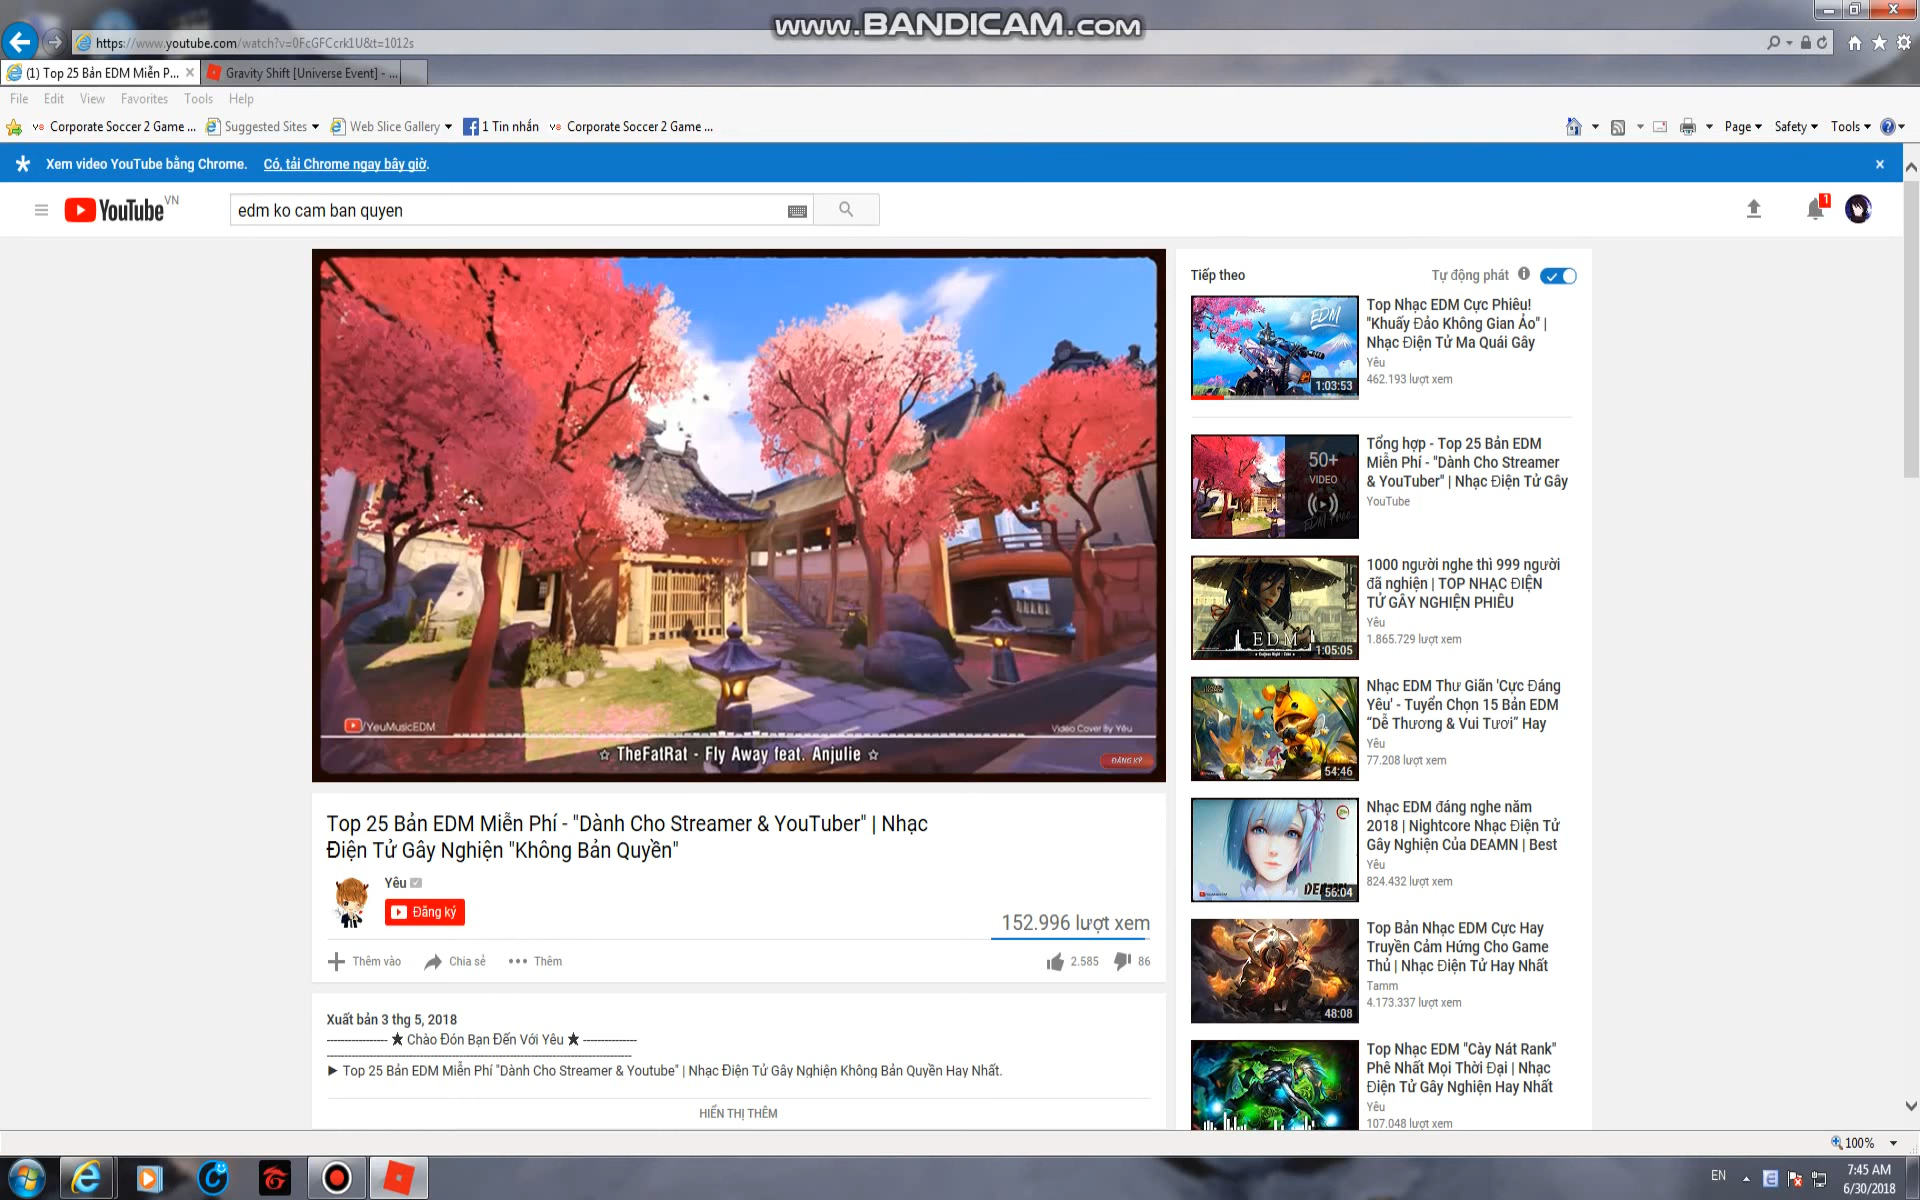 www.BANDICAM.com
https://www.youtube.com/watch?v=0FcGFCcrk1U&t=1012s
(1) Top 25 Bản EDM Miễn P...
Gravity Shift [Universe Event] - ...
File Edit View Favorites Tools Help
Corporate Soccer 2 Game ...
Suggested Sites
Web Slice Gallery
1 Tin nhắn
Corporate Soccer 2 Game ...
Page
Safety
Tools
Xem video YouTube bằng Chrome. Có, tải Chrome ngay bây giờ.
YouTube VN
edm ko cam ban quyen
1
/YeuMusicEDM
Video Cover By Yêu
☆ TheFatRat - Fly Away feat. Anjulie ☆
ĐĂNG KÝ
Top 25 Bản EDM Miễn Phí - "Dành Cho Streamer & YouTuber" | Nhạc
Điện Tử Gây Nghiện "Không Bản Quyền"
Yêu
Đăng ký
152.996 lượt xem
Thêm vào
Chia sẻ
Thêm
2.585
86
Xuất bản 3 thg 5, 2018
----------------- ★ Chào Đón Bạn Đến Với Yêu ★ ---------------
► Top 25 Bản EDM Miễn Phí "Dành Cho Streamer & Youtube" | Nhạc Điện Tử Gây Nghiện Không Bản Quyền Hay Nhất.
HIỂN THỊ THÊM
Tiếp theo
Tự động phát
EDM
1:03:53
Top Nhạc EDM Cực Phiêu!
"Khuấy Đảo Không Gian Ảo" |
Nhạc Điện Tử Ma Quái Gây
Yêu
462.193 lượt xem
50+
VIDEO
Tổng hợp - Top 25 Bản EDM
Miễn Phí - "Dành Cho Streamer
& YouTuber" | Nhạc Điện Tử Gây
YouTube
EDM
1:05:05
1000 người nghe thì 999 người
đã nghiện | TOP NHẠC ĐIỆN
TỬ GÂY NGHIỆN PHIÊU
Yêu
1.865.729 lượt xem
54:46
Nhạc EDM Thư Giãn 'Cực Đáng
Yêu' - Tuyển Chọn 15 Bản EDM
“Dễ Thương & Vui Tươi” Hay
Yêu
77.208 lượt xem
56:04
Nhạc EDM đáng nghe năm
2018 | Nightcore Nhạc Điện Tử
Gây Nghiện Của DEAMN | Best
Yêu
824.432 lượt xem
48:08
Top Bản Nhạc EDM Cực Hay
Truyền Cảm Hứng Cho Game
Thủ | Nhạc Điện Tử Hay Nhất
Tamm
4.173.337 lượt xem
Top Nhạc EDM "Cày Nát Rank"
Phê Nhất Mọi Thời Đại | Nhạc
Điện Tử Gây Nghiện Hay Nhất
Yêu
107.048 lượt xem
100%
EN
7:45 AM
6/30/2018